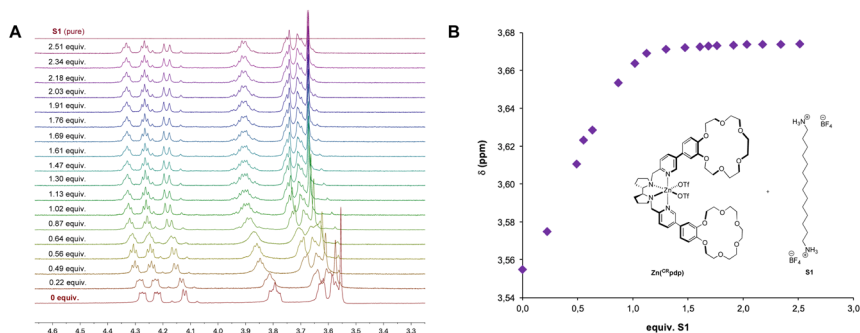 A
S1 (pure)
2.51 equiv.
2.34 equiv.
2.18 equiv.
2.03 equiv.
1.91 equiv.
1.76 equiv.
1.69 equiv.
1.61 equiv.
1.47 equiv.
1.30 equiv.
1.13 equiv.
1.02 equiv.
0.87 equiv.
0.64 equiv.
0.56 equiv.
0.49 equiv.
0.22 equiv.
0 equiv.
4.6 4.5 4.4 4.3 4.2 4.1 4.0 3.9 3.8 3.7 3.6 3.5 3.4 3.3
B
3,68
3,66
3,64
3,62
3,60
3,58
3,56
3,54
δ (ppm)
0,0 0,5 1,0 1,5 2,0 2,5 3,0
equiv. S1
O O
O O
O O
N N
Zn OTf
N OTf
N
O O
O O
O O
Zn(CRpdp)
+
H3N ⊕ ⊖ BF4
⊖ BF4 ⊕ NH3
S1